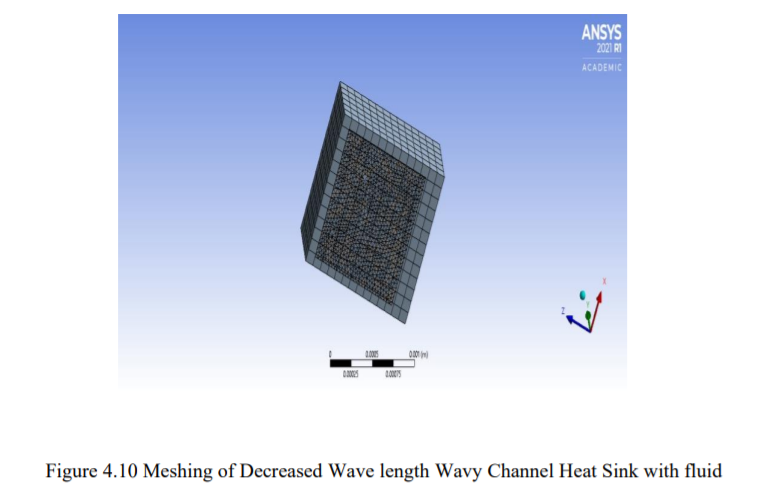 ANSYS
2021 R1
ACADEMIC
X
Y
Z
0 0.0005 0.001 (m)
0.00025 0.00075
Figure 4.10 Meshing of Decreased Wave length Wavy Channel Heat Sink with fluid